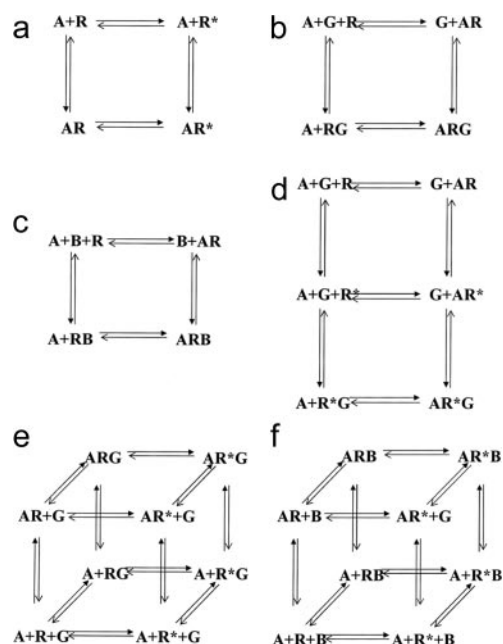 a
A+R A+R*
AR AR*
b
A+G+R G+AR
A+RG ARG
c
A+B+R B+AR
A+RB ARB
d
A+G+R G+AR
A+G+R* G+AR*
A+R*G AR*G
e
ARG AR*G
AR+G AR*+G
A+RG A+R*G
A+R+G A+R*+G
f
ARB AR*B
AR+B AR*+G
A+RB A+R*B
A+R+B A+R*+B